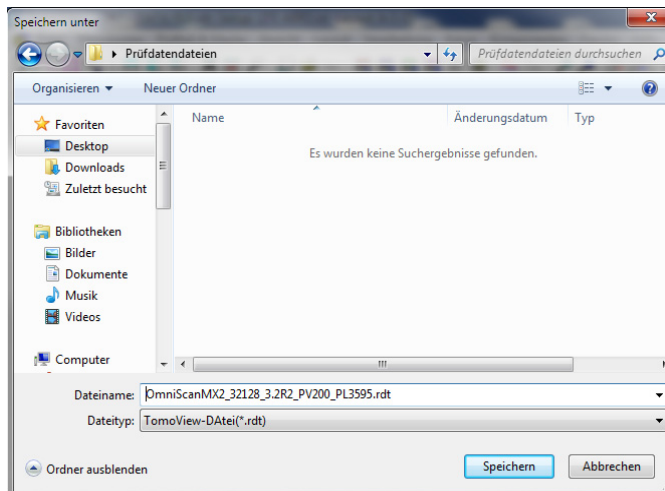 Speichern unter
Prüfdatendateien
Prüfdatendateien durchsuchen
Organisieren
Neuer Ordner
Favoriten
Desktop
Downloads
Zuletzt besucht
Bibliotheken
Bilder
Dokumente
Musik
Videos
Computer
Name
Änderungsdatum
Typ
Es wurden keine Suchergebnisse gefunden.
Dateiname: OmniScanMX2_32128_3.2R2_PV200_PL3595.rdt
Dateityp: TomoView-DAtei(*.rdt)
Ordner ausblenden
Speichern
Abbrechen